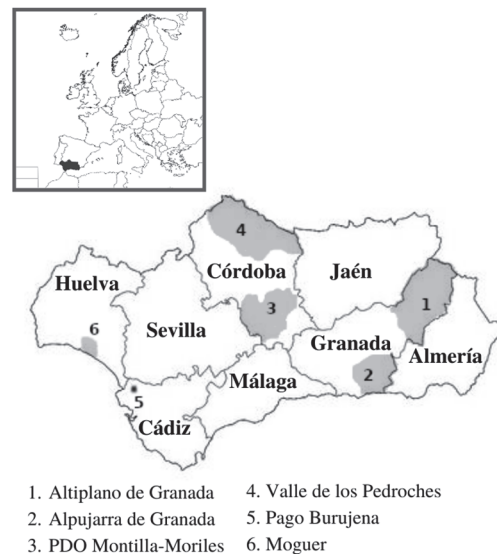 4
Córdoba
Jaén
Huelva
3
1
6
Sevilla
Granada
Almería
Málaga
2
5
Cádiz
1. Altiplano de Granada
2. Alpujarra de Granada
3. PDO Montilla-Moriles
4. Valle de los Pedroches
5. Pago Burujena
6. Moguer